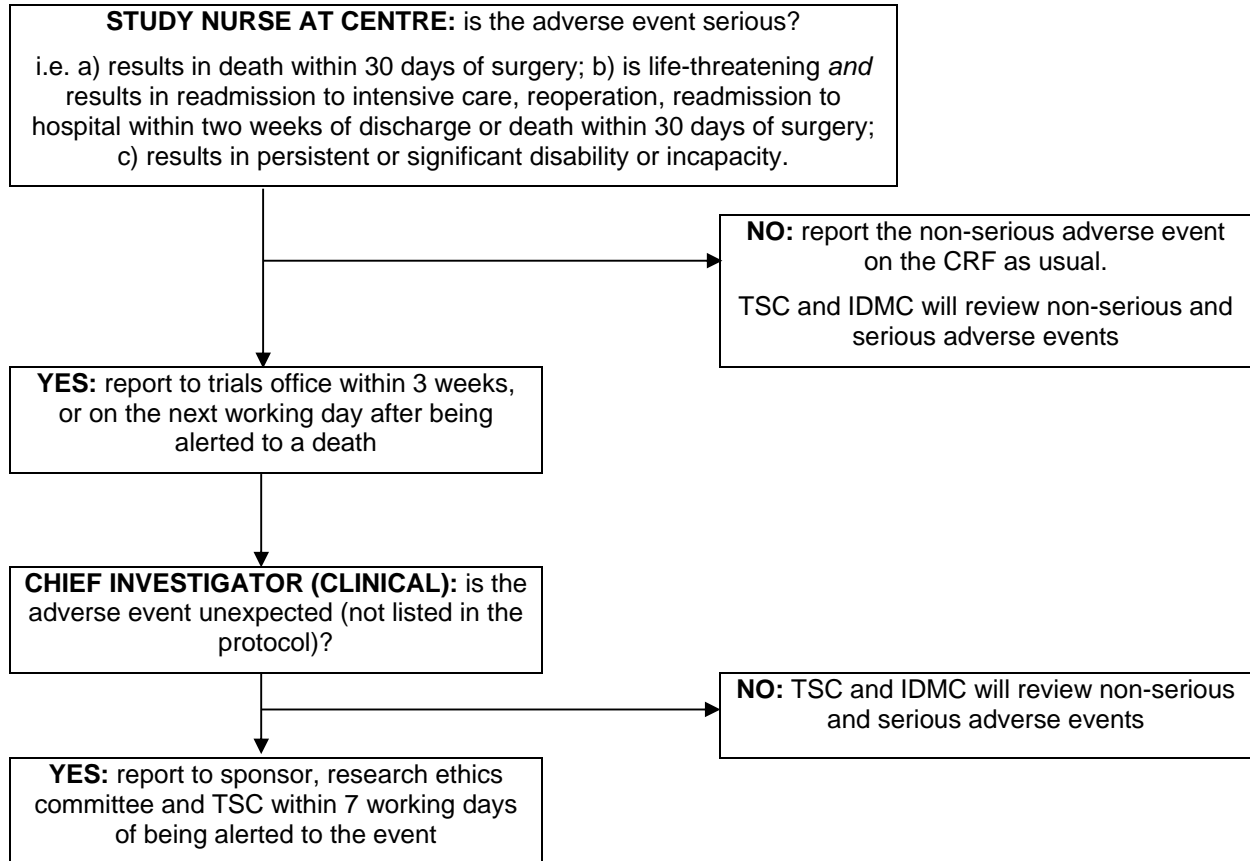 STUDY NURSE AT CENTRE: is the adverse event serious?
i.e. a) results in death within 30 days of surgery; b) is life-threatening and
results in readmission to intensive care, reoperation, readmission to
hospital within two weeks of discharge or death within 30 days of surgery;
c) results in persistent or significant disability or incapacity.
NO: report the non-serious adverse event
on the CRF as usual.
TSC and IDMC will review non-serious and
serious adverse events
YES: report to trials office within 3 weeks,
or on the next working day after being
alerted to a death
CHIEF INVESTIGATOR (CLINICAL): is the
adverse event unexpected (not listed in the
protocol)?
NO: TSC and IDMC will review non-serious
and serious adverse events
YES: report to sponsor, research ethics
committee and TSC within 7 working days
of being alerted to the event